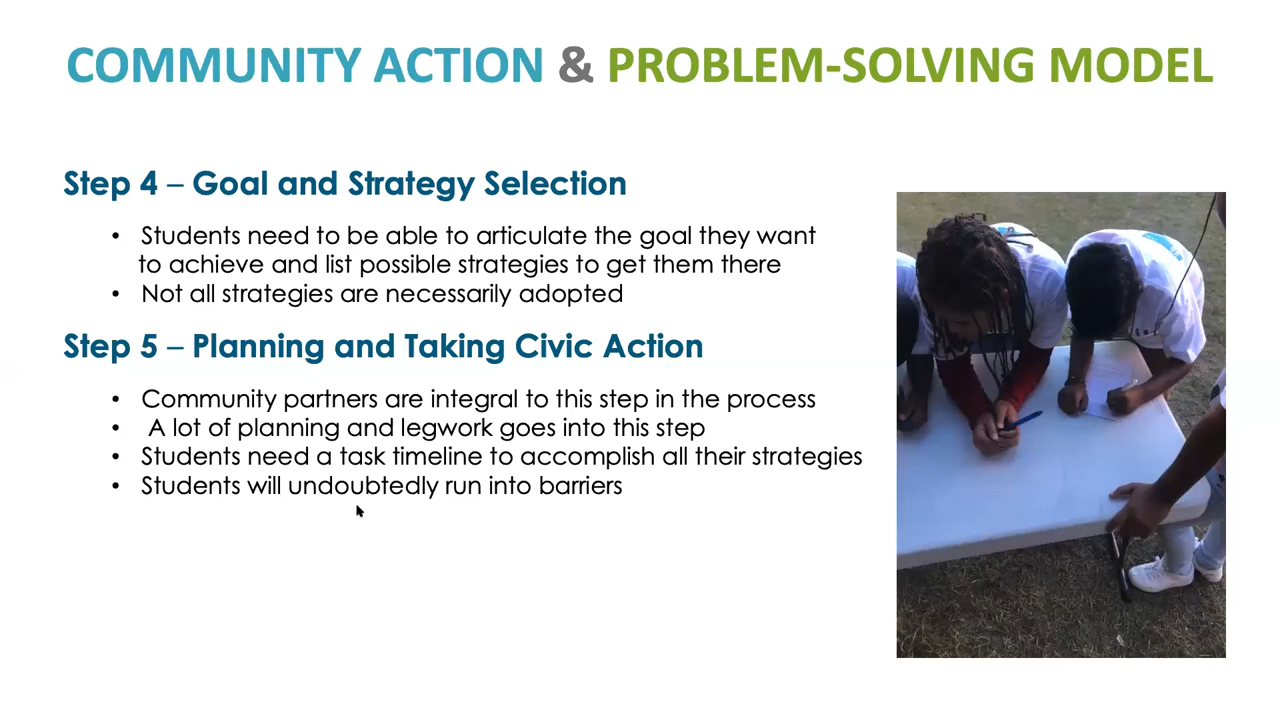 COMMUNITY ACTION & PROBLEM-SOLVING MODEL
Step 4 – Goal and Strategy Selection
• Students need to be able to articulate the goal they want
to achieve and list possible strategies to get them there
• Not all strategies are necessarily adopted
Step 5 – Planning and Taking Civic Action
• Community partners are integral to this step in the process
• A lot of planning and legwork goes into this step
• Students need a task timeline to accomplish all their strategies
• Students will undoubtedly run into barriers